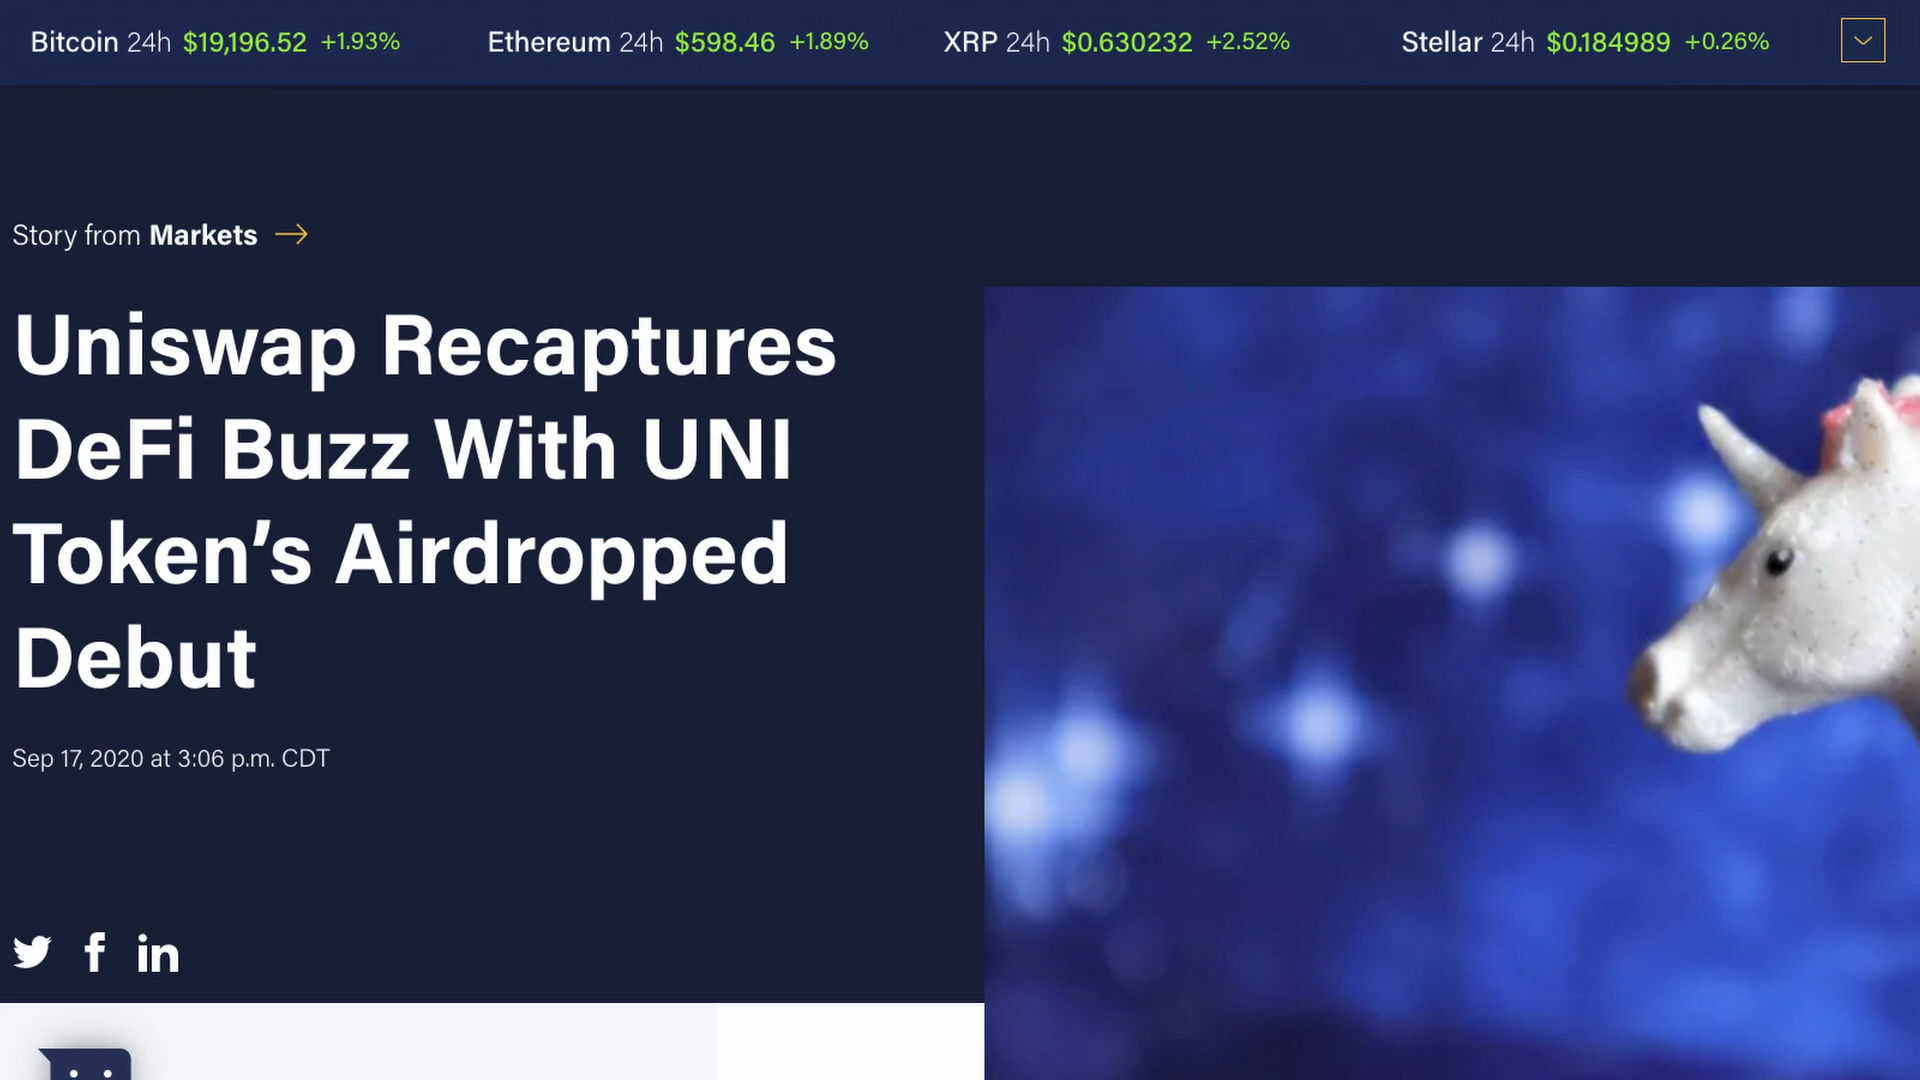 Bitcoin 24h $19,196.52 +1.93% Ethereum 24h $598.46 +1.89% XRP 24h $0.630232 +2.52% Stellar 24h $0.184989 +0.26%
Story from Markets
Uniswap Recaptures
DeFi Buzz With UNI
Token’s Airdropped
Debut
Sep 17, 2020 at 3:06 p.m. CDT